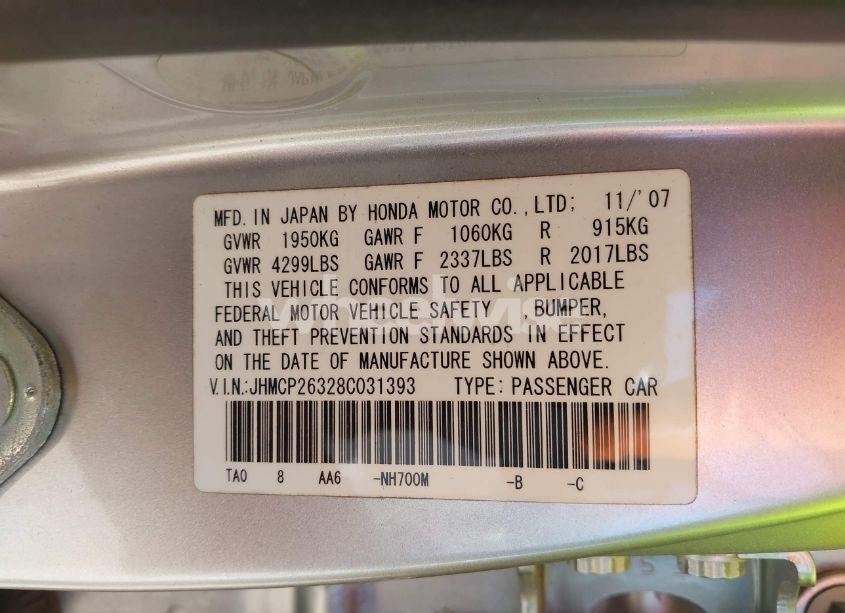 MFD. IN JAPAN BY HONDA MOTOR CO., LTD; 11/'07
GVWR 1950KG GAWR F 1060KG R 915KG
GVWR 4299LBS GAWR F 2337LBS R 2017LBS
THIS VEHICLE CONFORMS TO ALL APPLICABLE
FEDERAL MOTOR VEHICLE SAFETY , BUMPER,
AND THEFT PREVENTION STANDARDS IN EFFECT
ON THE DATE OF MANUFACTURE SHOWN ABOVE.
V.I.N.:JHMCP26328C031393 TYPE: PASSENGER CAR
TA0 8 AA6 -NH700M -B -C
wheelwise